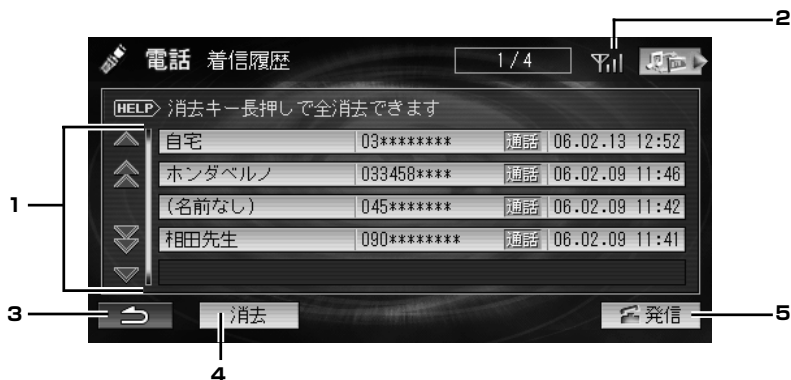 2
電話 着信履歴 1/4
HELP 消去キー長押しで全消去できます
自宅 03******** 通話 06.02.13 12:52
ホンダベルノ 033458**** 通話 06.02.09 11:46
1 (名前なし) 045******* 通話 06.02.09 11:42
相田先生 090******** 通話 06.02.09 11:41
3 消去 発信 5
4